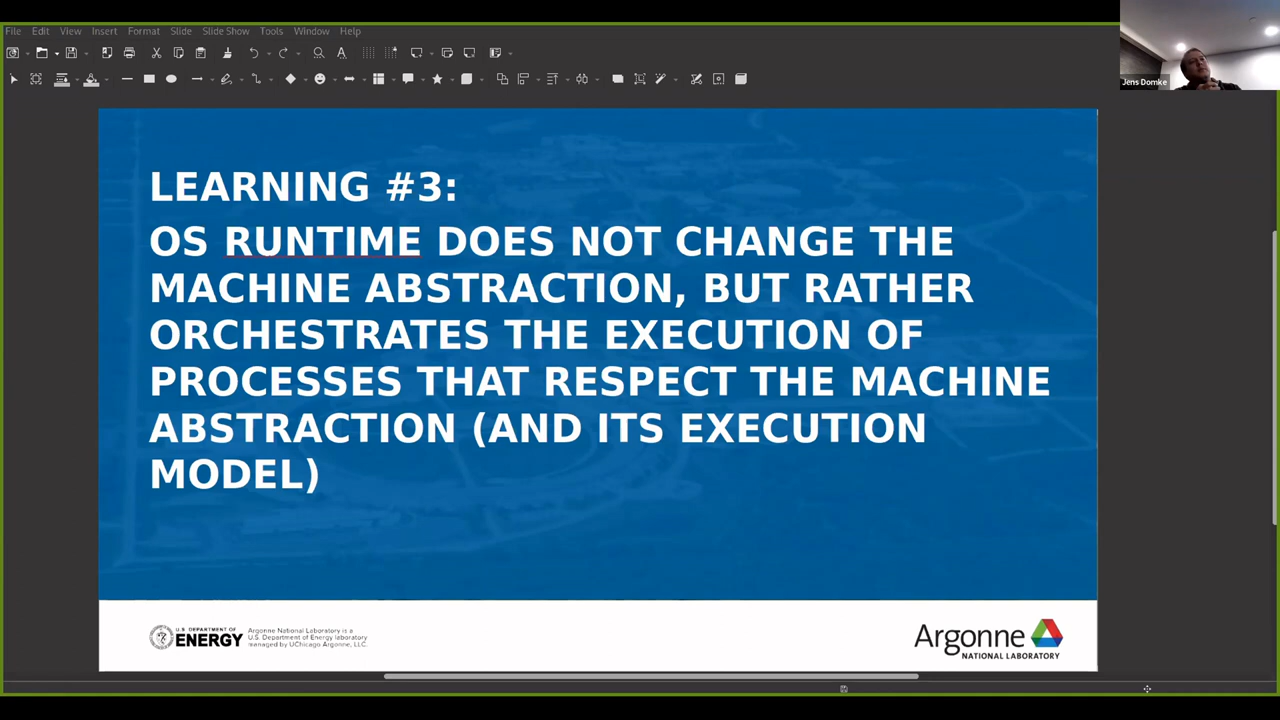 File Edit View Insert Format Slide Slide Show Tools Window Help
Jens Domke
LEARNING #3:
OS RUNTIME DOES NOT CHANGE THE
MACHINE ABSTRACTION, BUT RATHER
ORCHESTRATES THE EXECUTION OF
PROCESSES THAT RESPECT THE MACHINE
ABSTRACTION (AND ITS EXECUTION
MODEL)
U.S. DEPARTMENT OF
ENERGY
Argonne National Laboratory is a
U.S. Department of Energy laboratory
managed by UChicago Argonne, LLC.
Argonne
NATIONAL LABORATORY